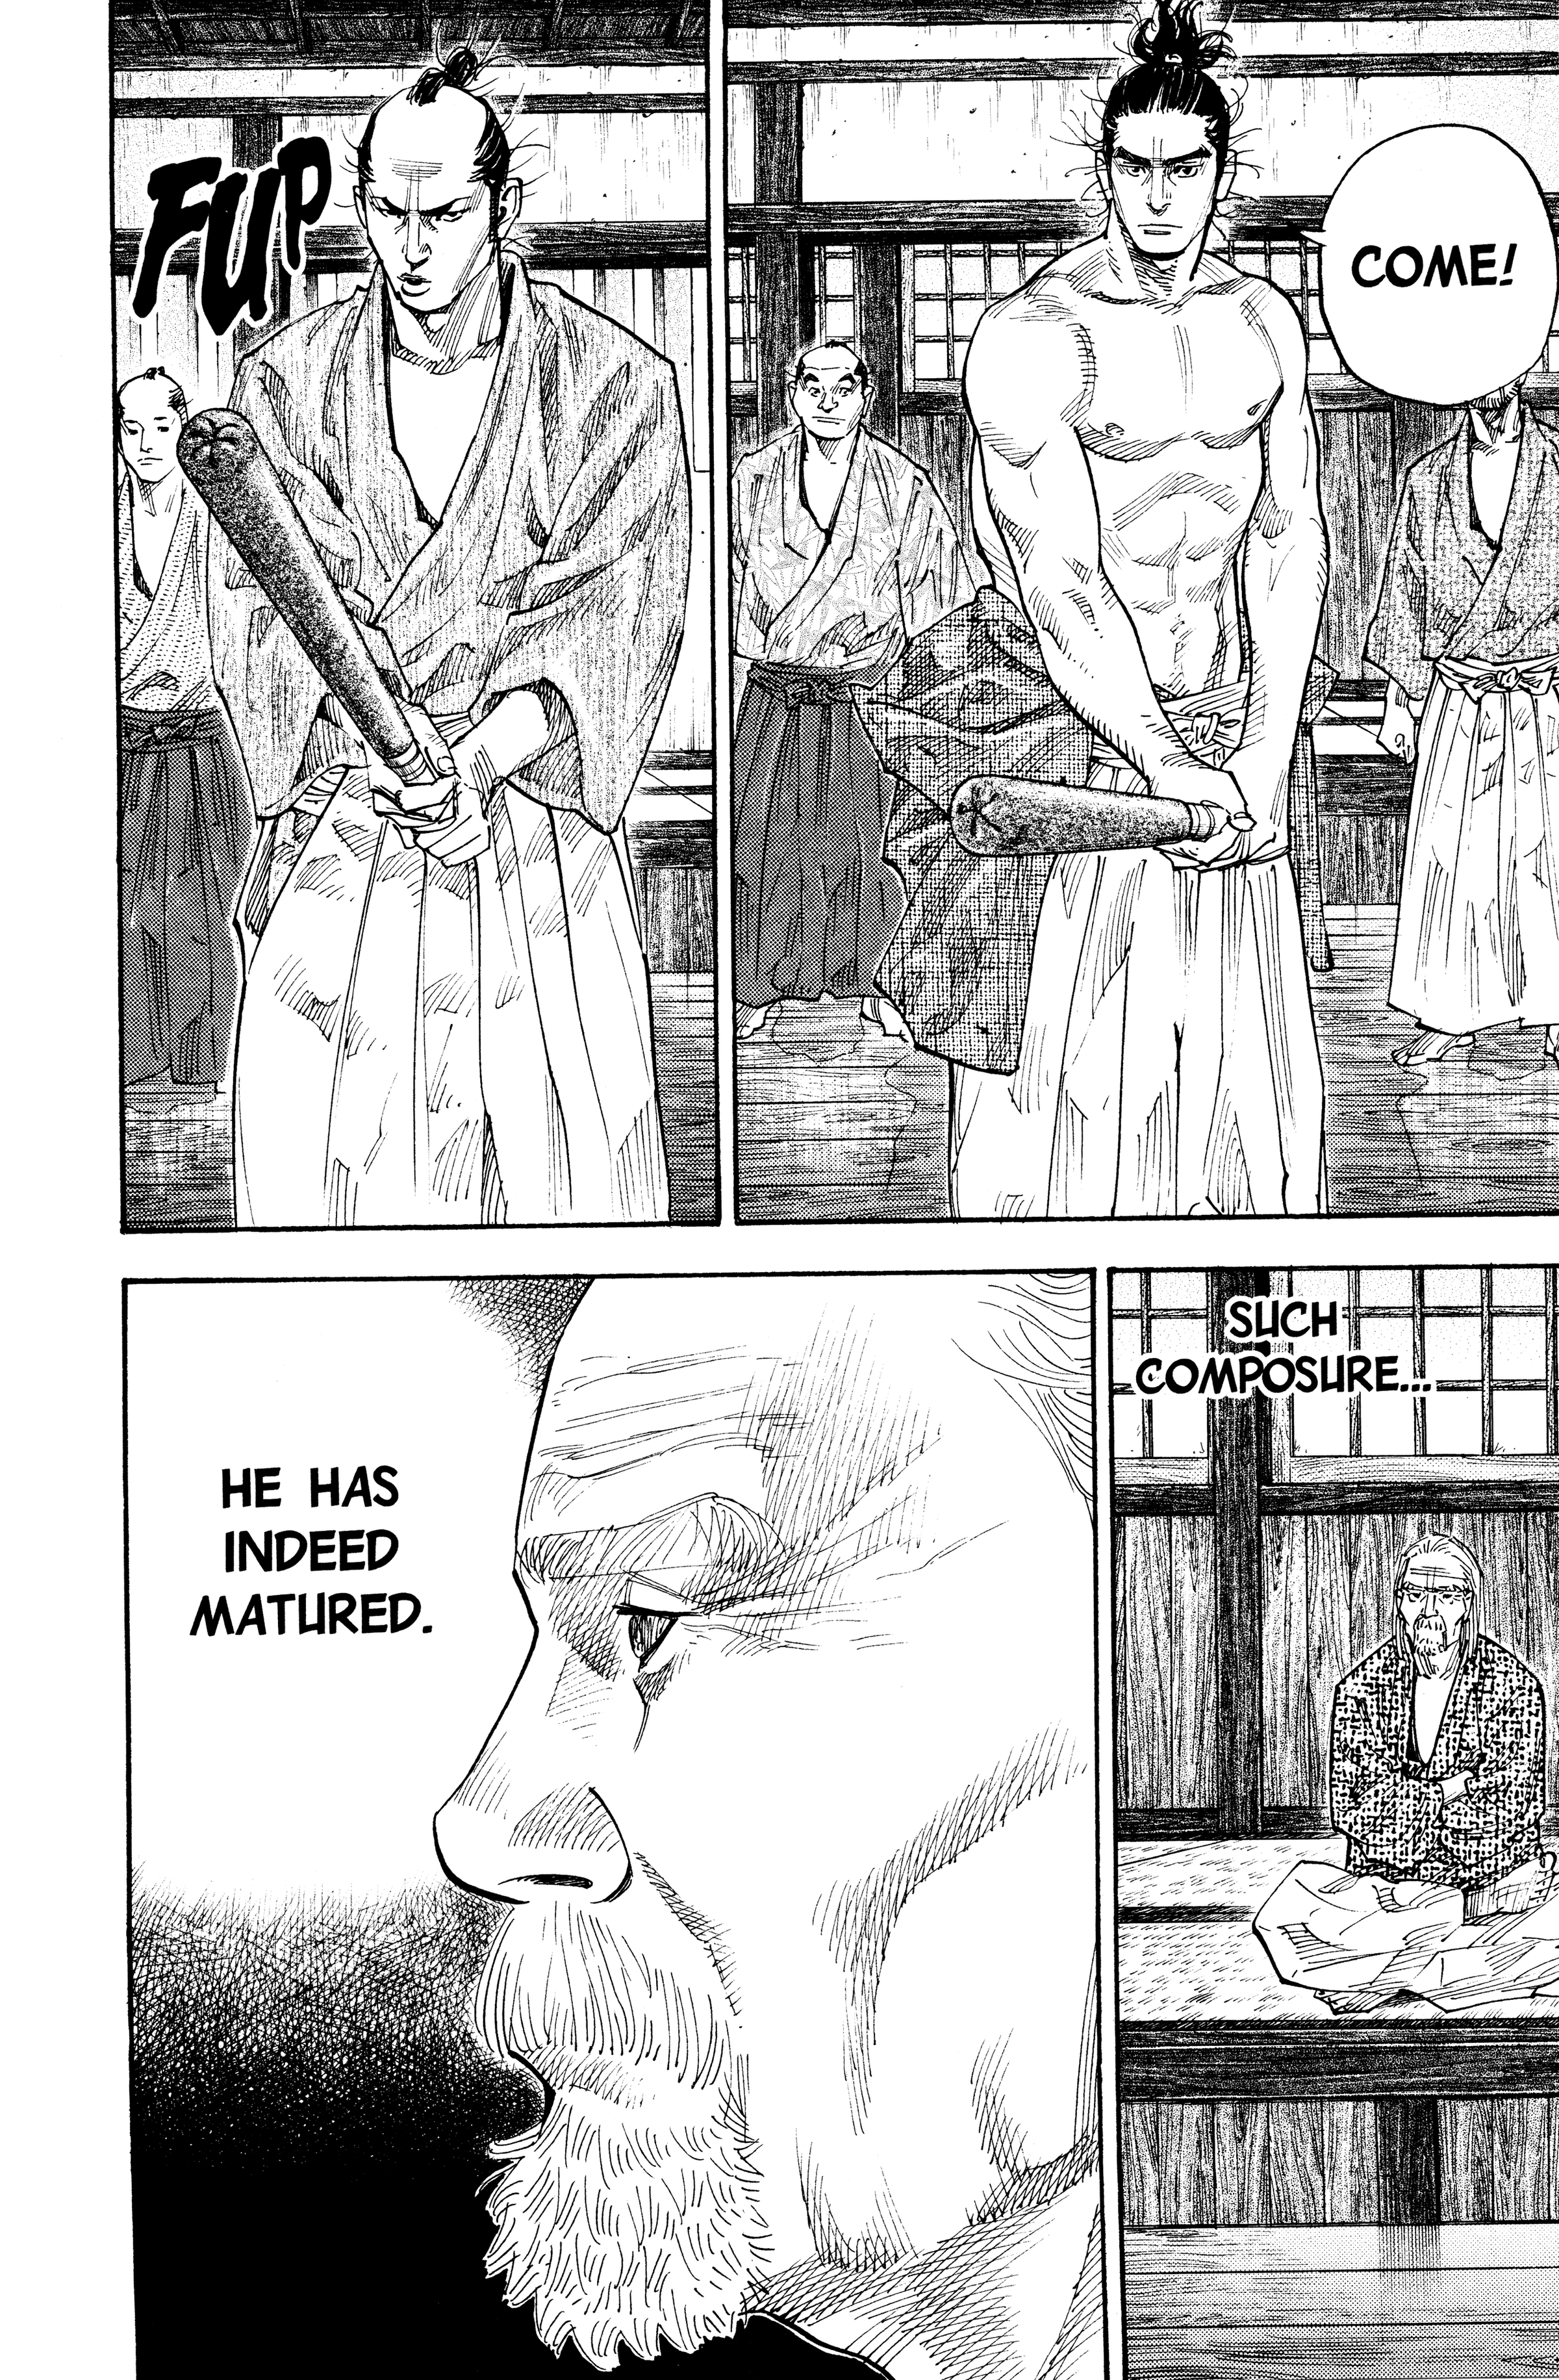 COME!
FUP
SUCH
COMPOSURE...
HE HAS
INDEED
MATURED.